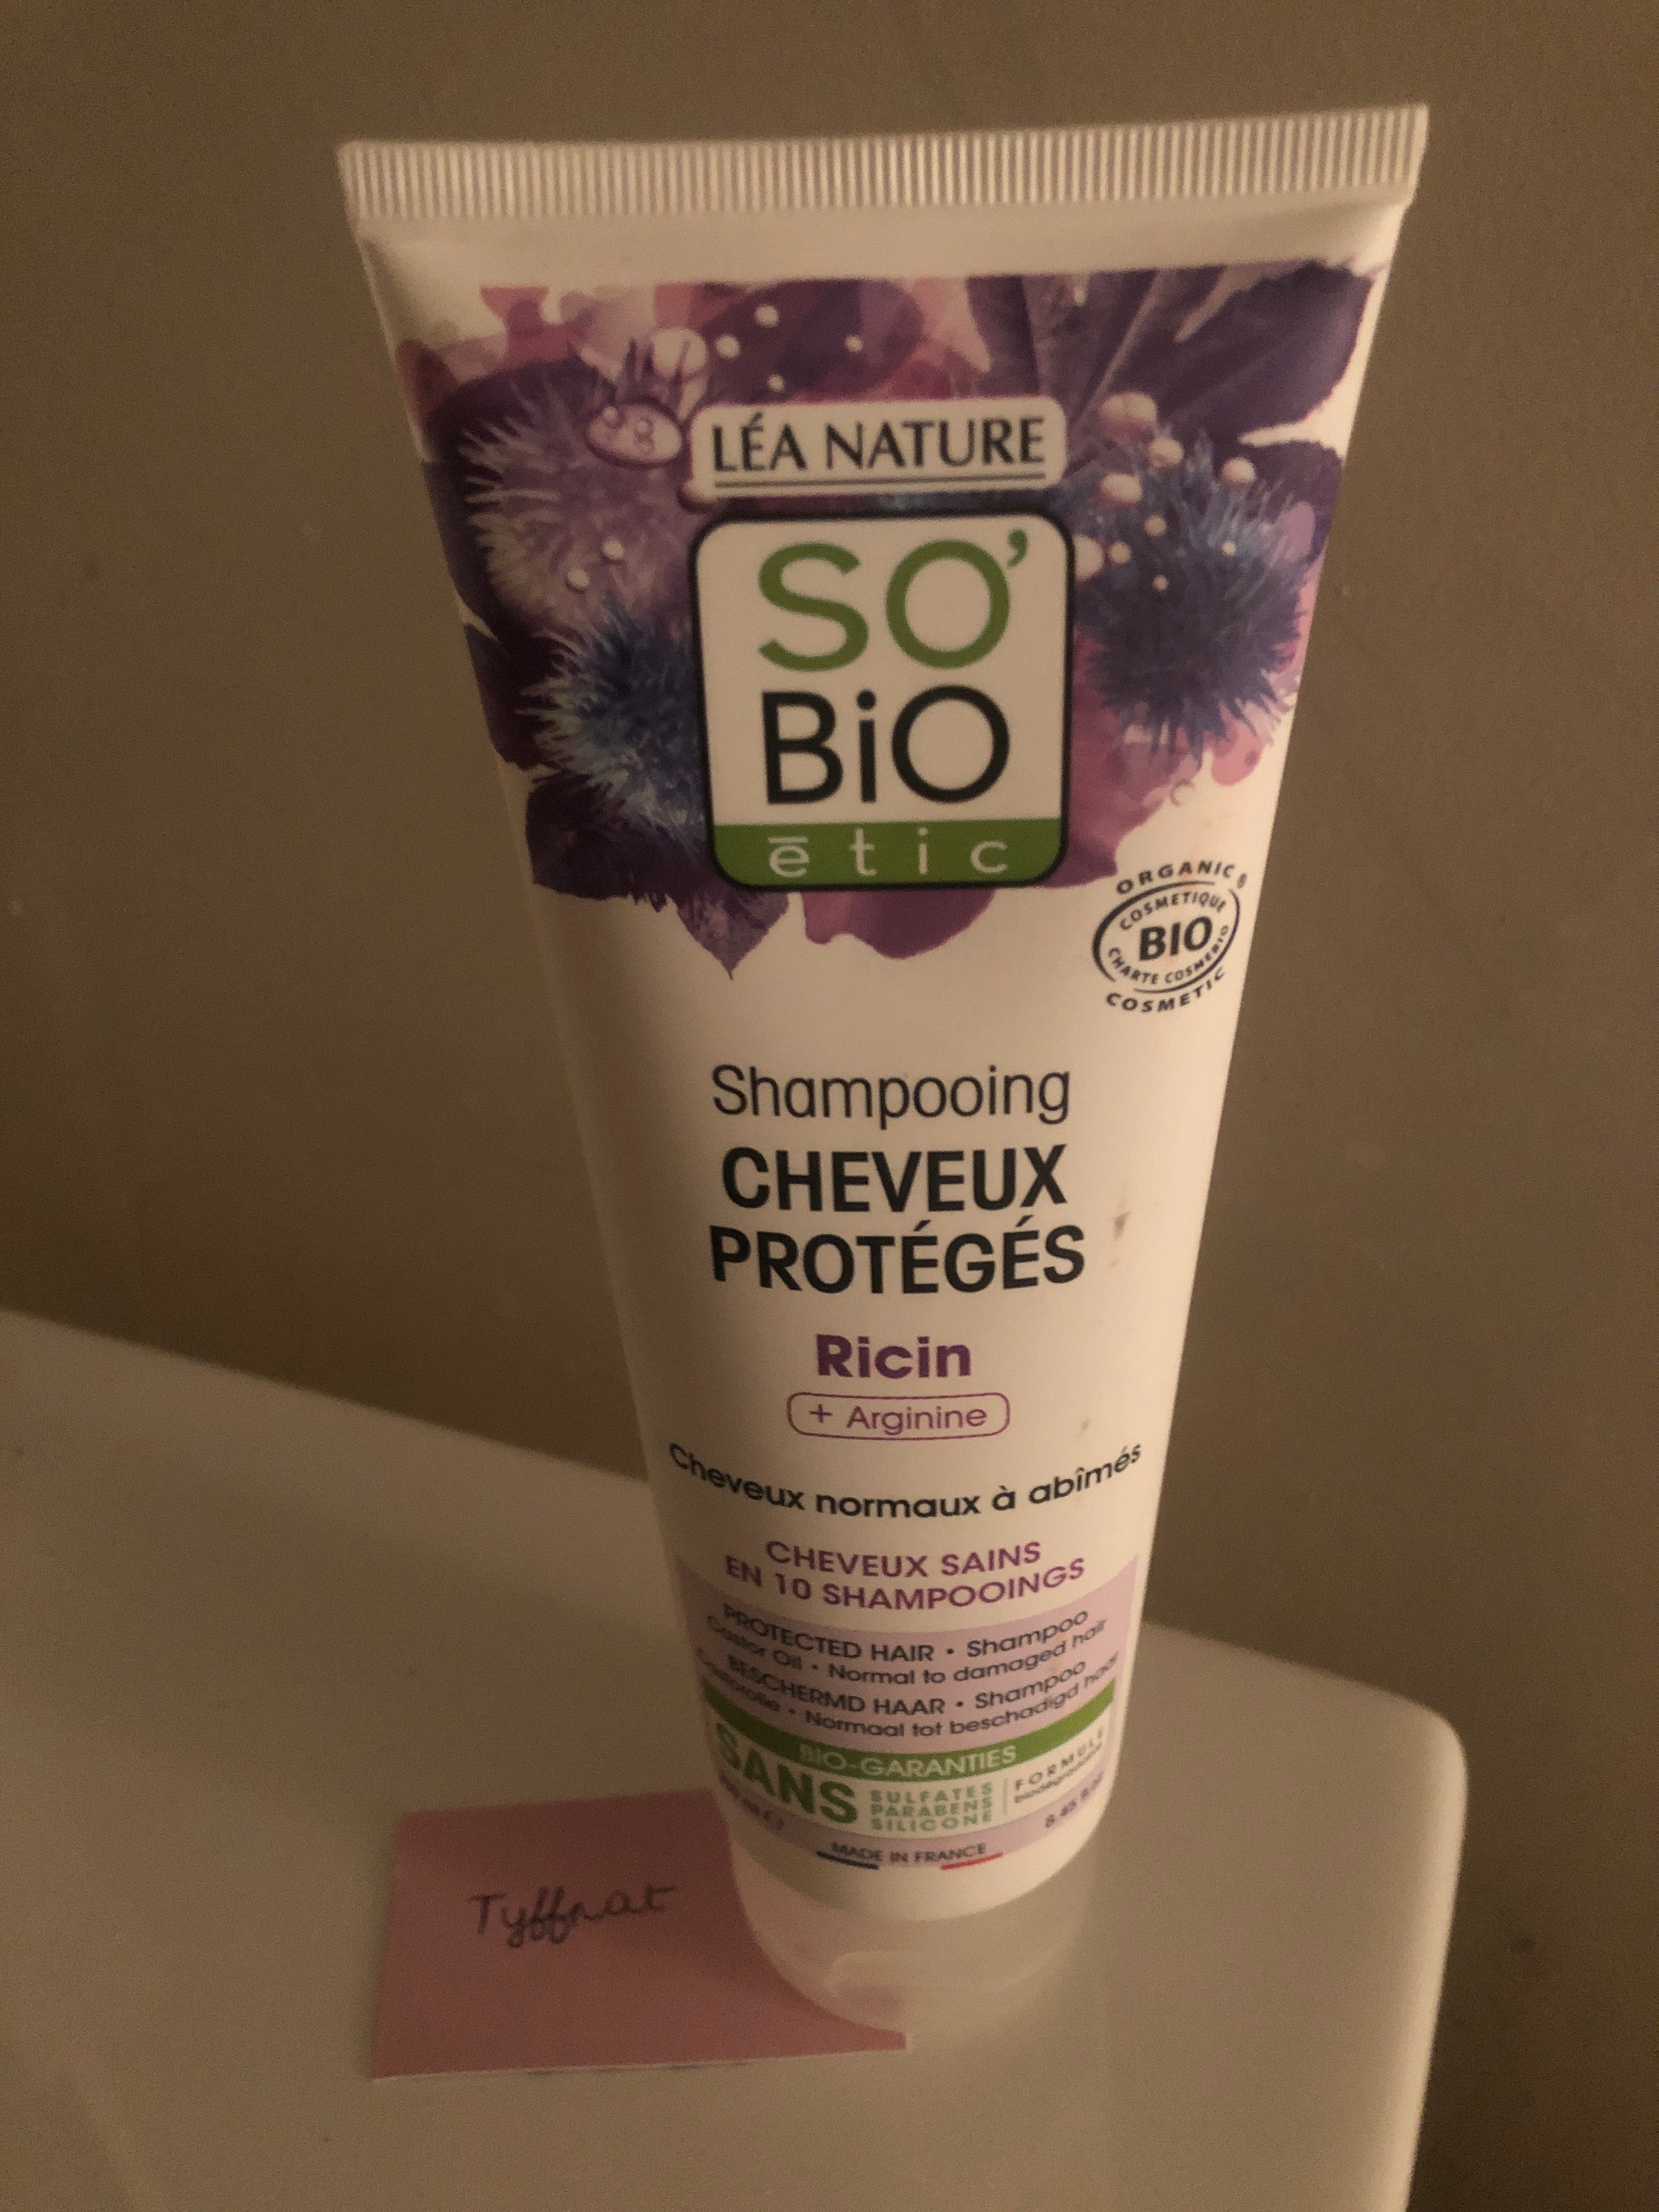 LÉA NATURE
SO'
BiO
ētic
ORGANIC
COSMETIQUE
BIO
CHARTE COSMEBIO
COSMETIC
Shampooing
CHEVEUX
PROTÉGÉS
Ricin
+ Arginine
Cheveux normaux à abîmés
CHEVEUX SAINS
EN 10 SHAMPOOINGS
PROTECTED HAIR • Shampoo
Castor Oil • Normal to damaged hair
BESCHERMD HAAR • Shampoo
• Normaal tot beschadigd haar
BIO-GARANTIES
SANS
SULFATES
PARABENS
SILICONE
FORMULE
biodégradable
MADE IN FRANCE
Tyffnat